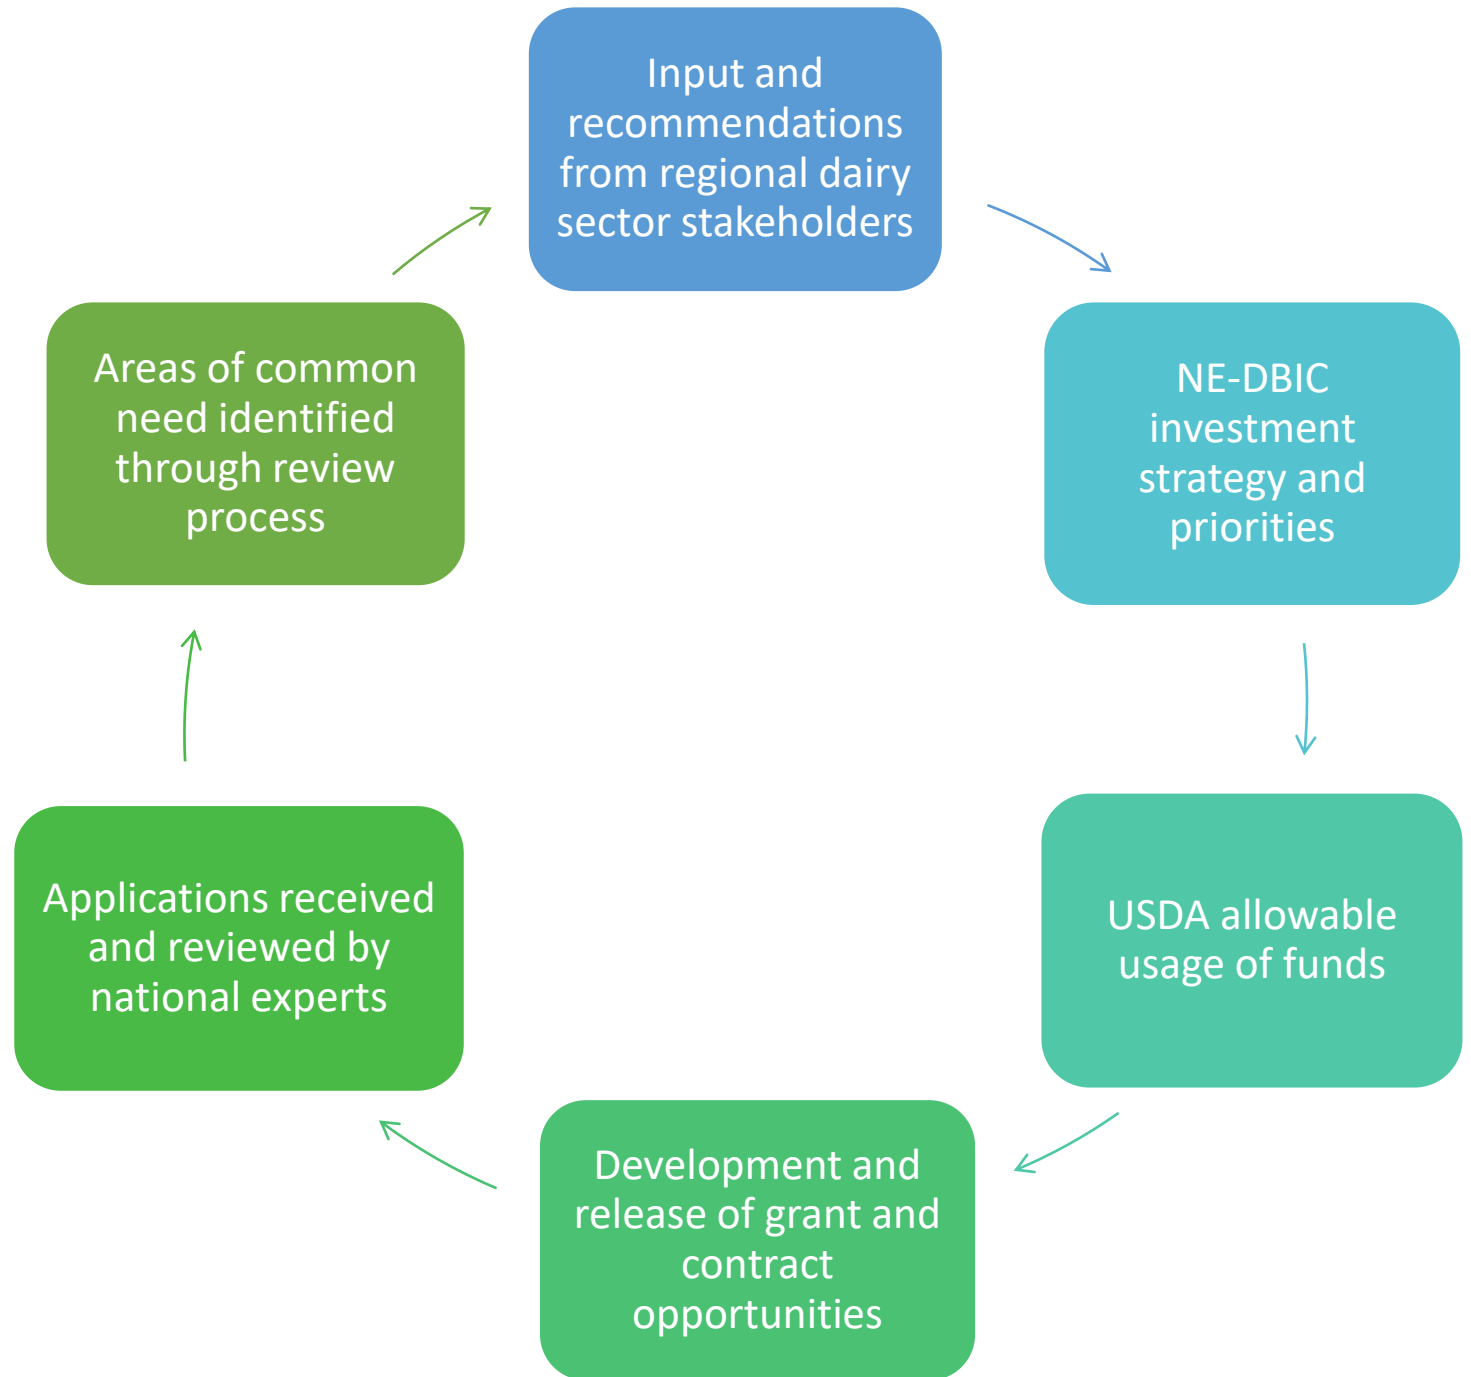 Input and
recommendations
from regional dairy
sector stakeholders
NE-DBIC
investment
strategy and
priorities
USDA allowable
usage of funds
Development and
release of grant and
contract
opportunities
Applications received
and reviewed by
national experts
Areas of common
need identified
through review
process